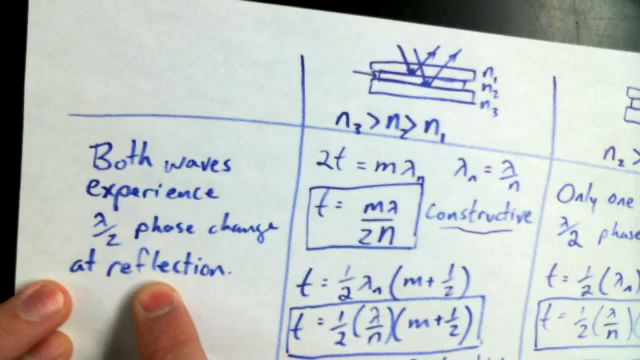 n₁
n₂
n₃
n₃ > n₂ > n₁
Both waves
experience
λ/2 phase change
at reflection.
2t = mλₙ   λₙ = λ/n
t = mλ/2n   Constructive
t = 1/2 λₙ (m + 1/2)
t = 1/2 (λ/n)(m + 1/2)
n₂ >
Only one
λ/2 phase
t = 1/2 (λₙ)
t = 1/2 (λ/n)